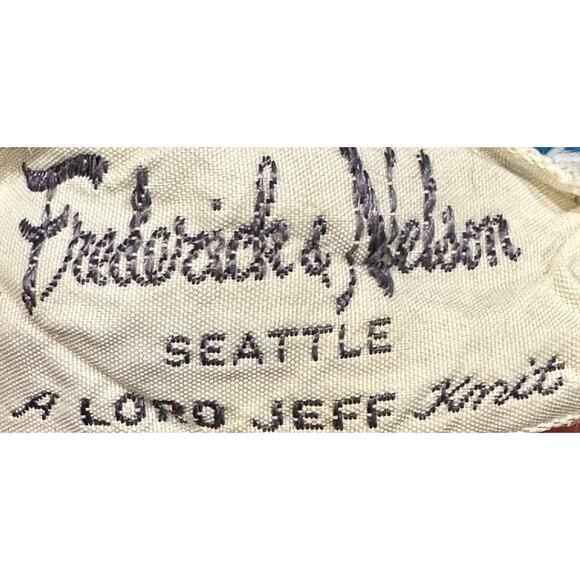 Frederick & Nelson
SEATTLE
A LORD JEFF Knit